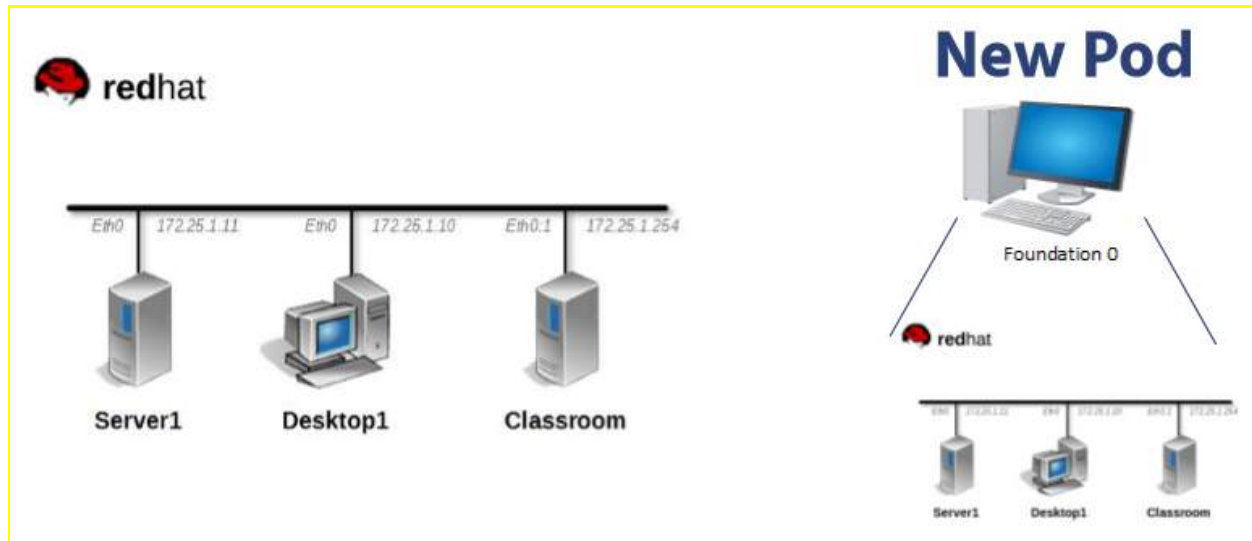 redhat
Eth0 172.25.1.11 Eth0 172.25.1.10 Eth0:1 172.25.1.254
Server1 Desktop1 Classroom
New Pod
Foundation 0
redhat
Server1 Desktop1 Classroom